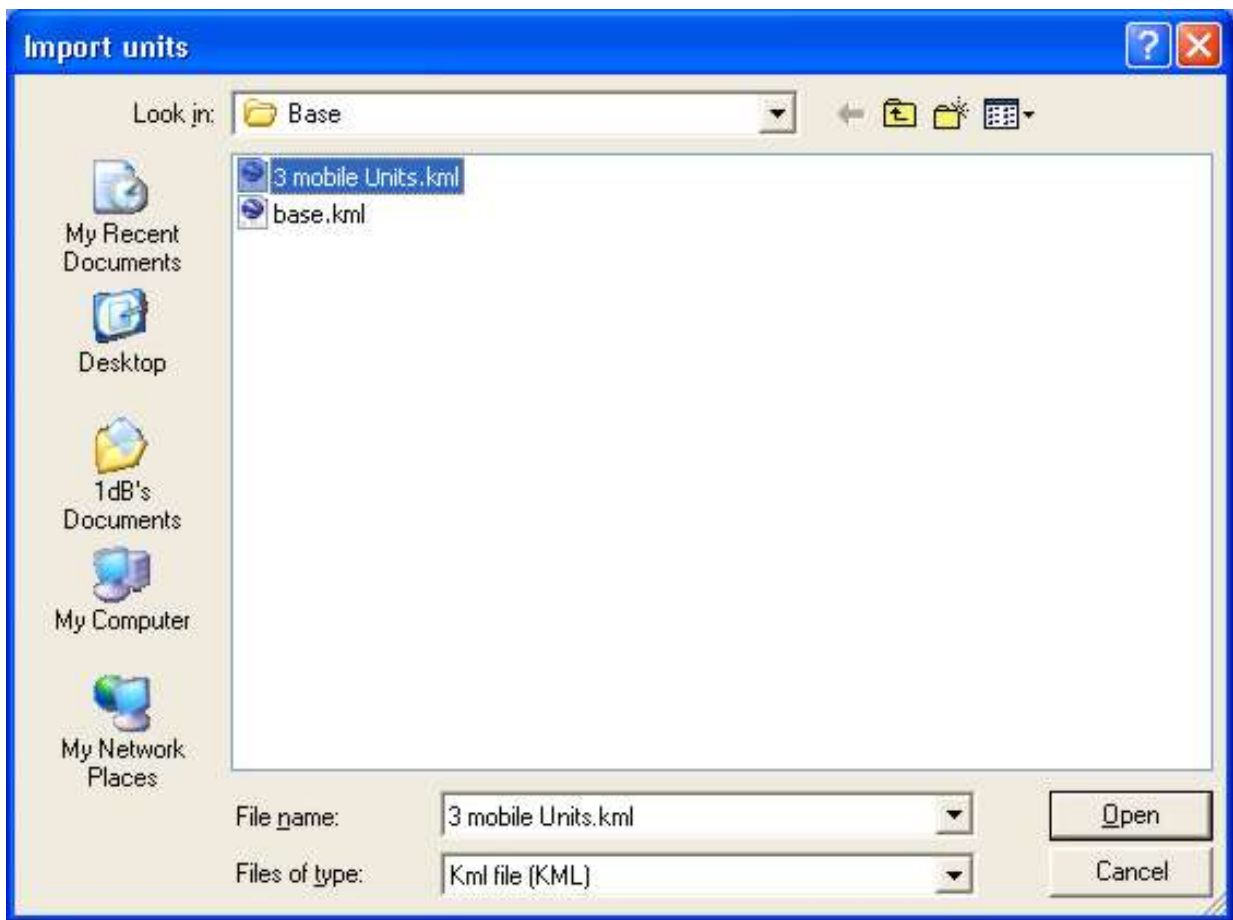 Import units
Look in: Base
3 mobile Units.kml
base.kml
My Recent
Documents
Desktop
1dB's
Documents
My Computer
My Network
Places
File name: 3 mobile Units.kml Open
Files of type: Kml file (KML) Cancel